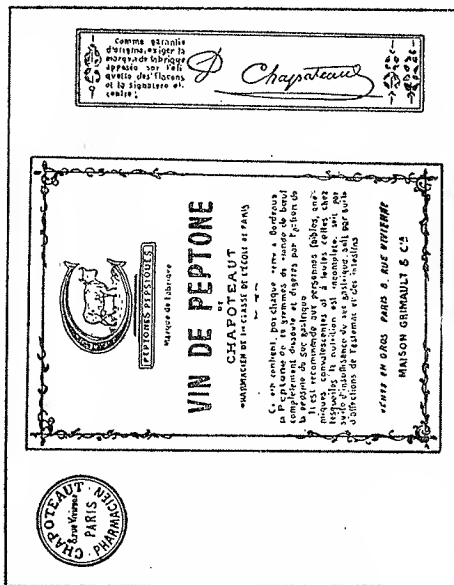 Comme garantie
d'origine, exiger la
marque de fabrique
apposée sur l'éti
quette des flacons
et la signature ci
contre:
Chapoteaut
PEPTONES PEPSIQUES
Marque de Fabrique
VIN DE PEPTONE
DE
CHAPOTEAUT
PHARMACIEN DE 1re CLASSE DE L'ÉCOLE DE PARIS
Ce vin contient, par chaque verre à Bordeaux
la Peptone de 10 grammes de viande de bœuf
complètement dissoute et digérée par l'action de
la pepsine du suc gastrique
Il est recommandé aux personnes faibles, ané-
miques convalescentes et à toutes celles chez
lesquelles la nutrition est incomplète, soit par
suite d'insuffisance du suc gastrique, soit par suite
d'affections de l'estomac et des intestins
VENTE EN GROS PARIS 8, RUE VIVIENNE
MAISON GRIMAULT & Cie
CHAPOTEAUT
8, rue Vivienne
PARIS
PHARMACIEN